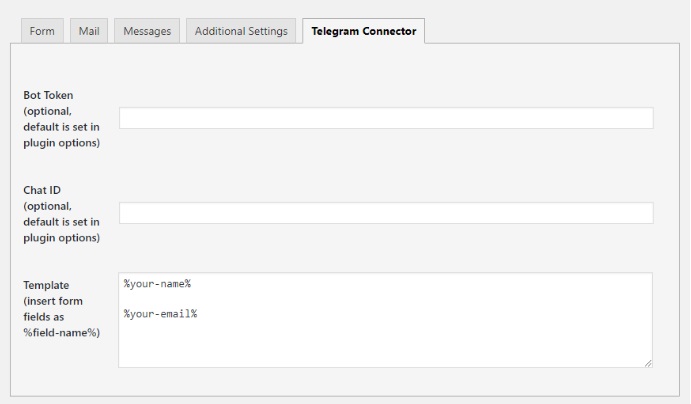 Form Mail Messages Additional Settings Telegram Connector
Bot Token
(optional,
default is set in
plugin options)
Chat ID
(optional,
default is set in
plugin options)
Template
(insert form
fields as
%field-name%)
%your-name%
%your-email%